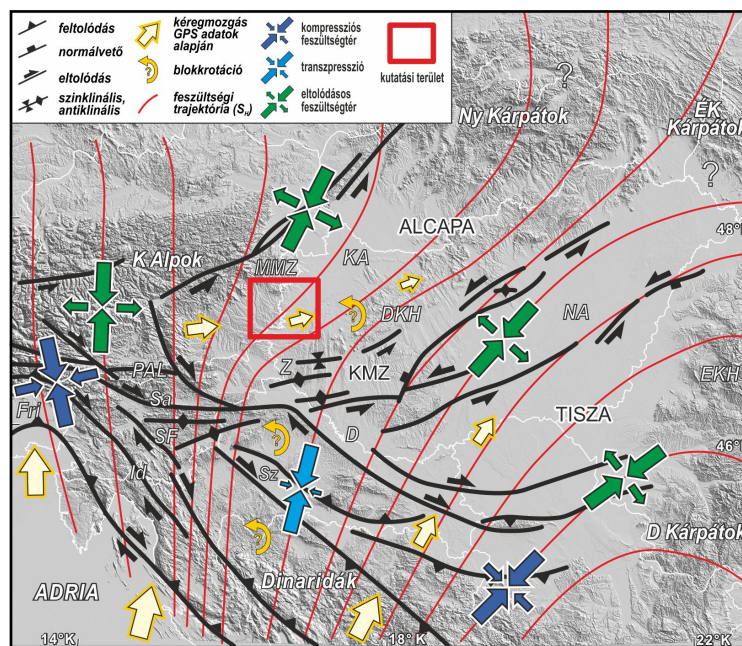 feltolódás
normálvető
eltolódás
szinklinális,
antiklinális
kéregmozgás
GPS adatok
alapján
?
blokkrotáció
feszültségi
trajektória (S_H)
kompressziós
feszültségtér
transzpresszió
eltolódásos
feszültségtér
kutatási terület
?
Ny Kárpátok
ÉK
Kárpátok
?
ALCAPA
48°
K Alpok
MMZ
KA
?
DKH
NA
PAL
Z
KMZ
EKH
Fri
Sa
TISZA
SF
?
D
46°
Id
Sz
?
D Kárpátok
Dinaridák
ADRIA
14°K
18° K
22° K